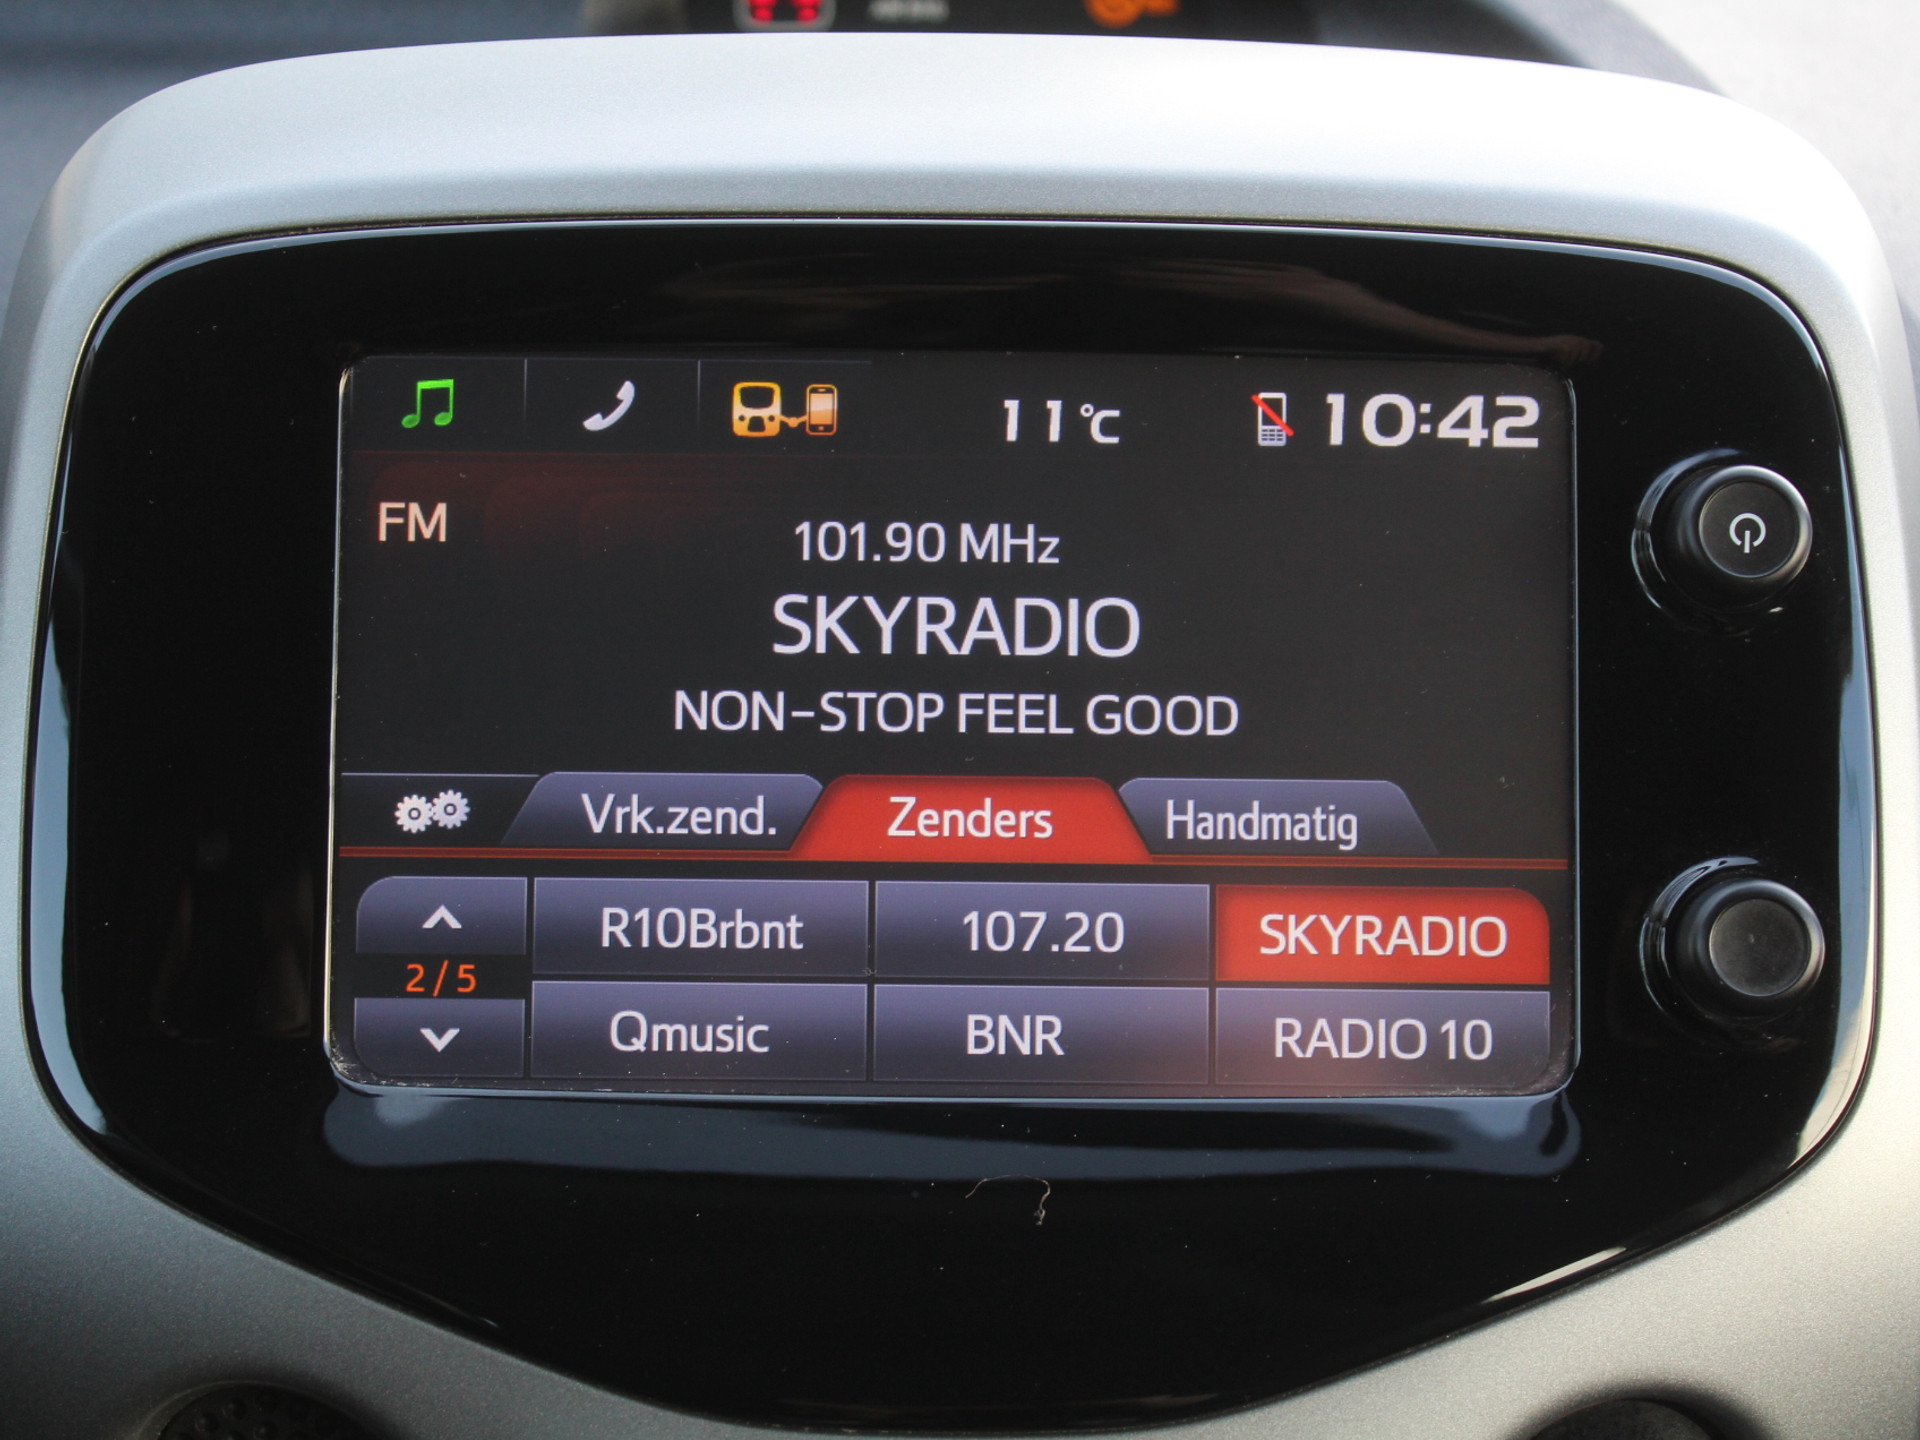 11°C 10:42
FM
101.90 MHz
SKYRADIO
NON-STOP FEEL GOOD
Vrk.zend. Zenders Handmatig
R10Brbnt 107.20 SKYRADIO
2/5
Qmusic BNR RADIO 10